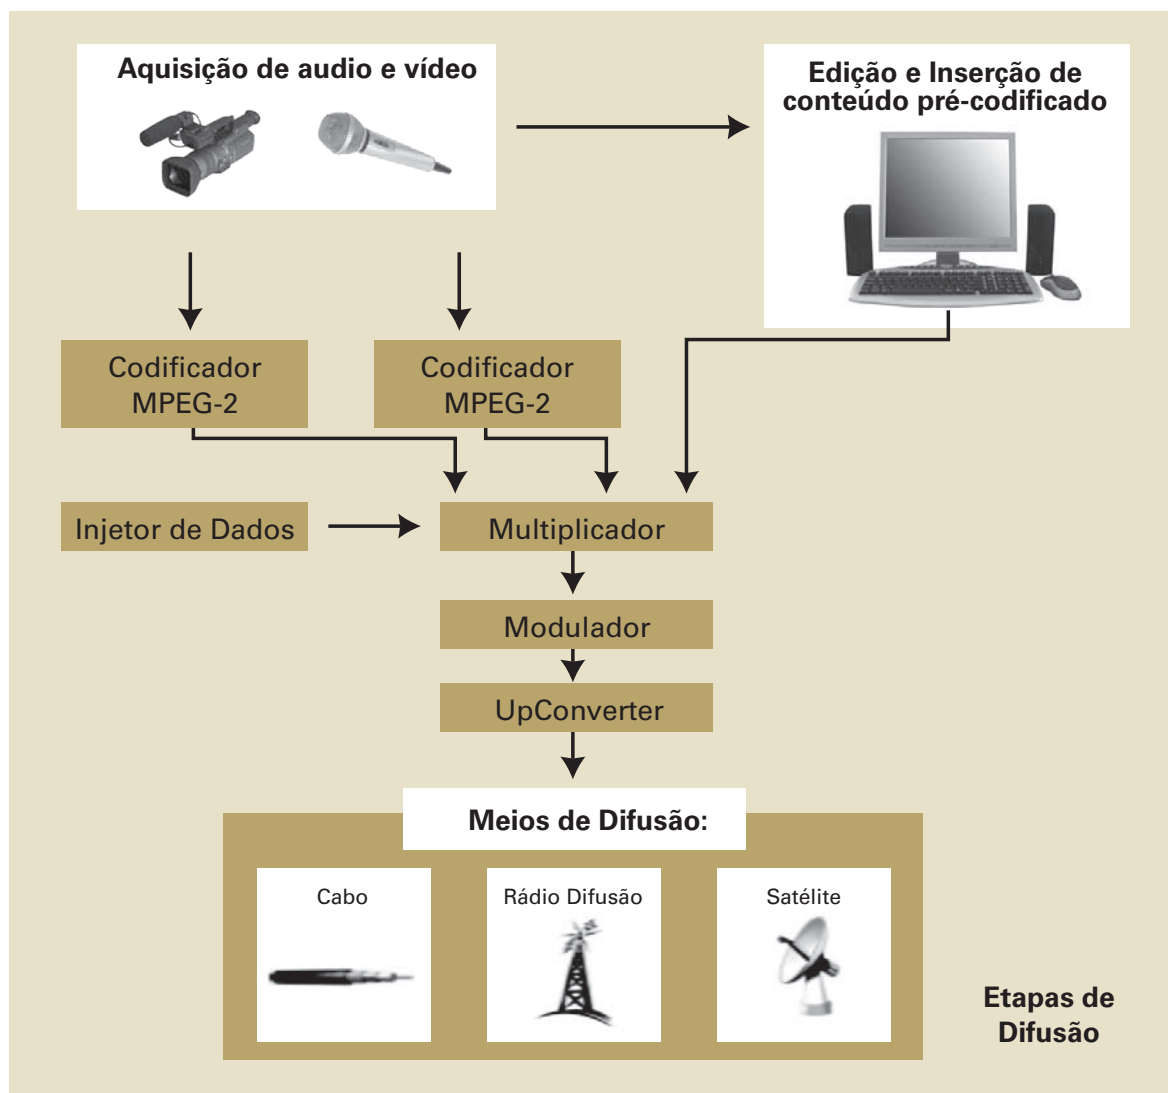 Aquisição de audio e vídeo
Edição e Inserção de
conteúdo pré-codificado
Codificador
MPEG-2
Codificador
MPEG-2
Injetor de Dados
Multiplicador
Modulador
UpConverter
Meios de Difusão:
Cabo
Rádio Difusão
Satélite
Etapas de
Difusão